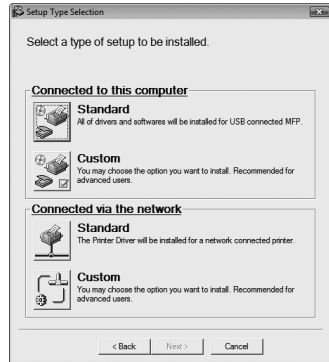 Setup Type Selection
Select a type of setup to be installed.
Connected to this computer
Standard
All of drivers and softwares will be installed for USB connected MFP.
Custom
You may choose the option you want to install. Recommended for
advanced users.
Connected via the network
Standard
The Printer Driver will be installed for a network connected printer.
Custom
You may choose the option you want to install. Recommended for
advanced users.
< Back
Next >
Cancel